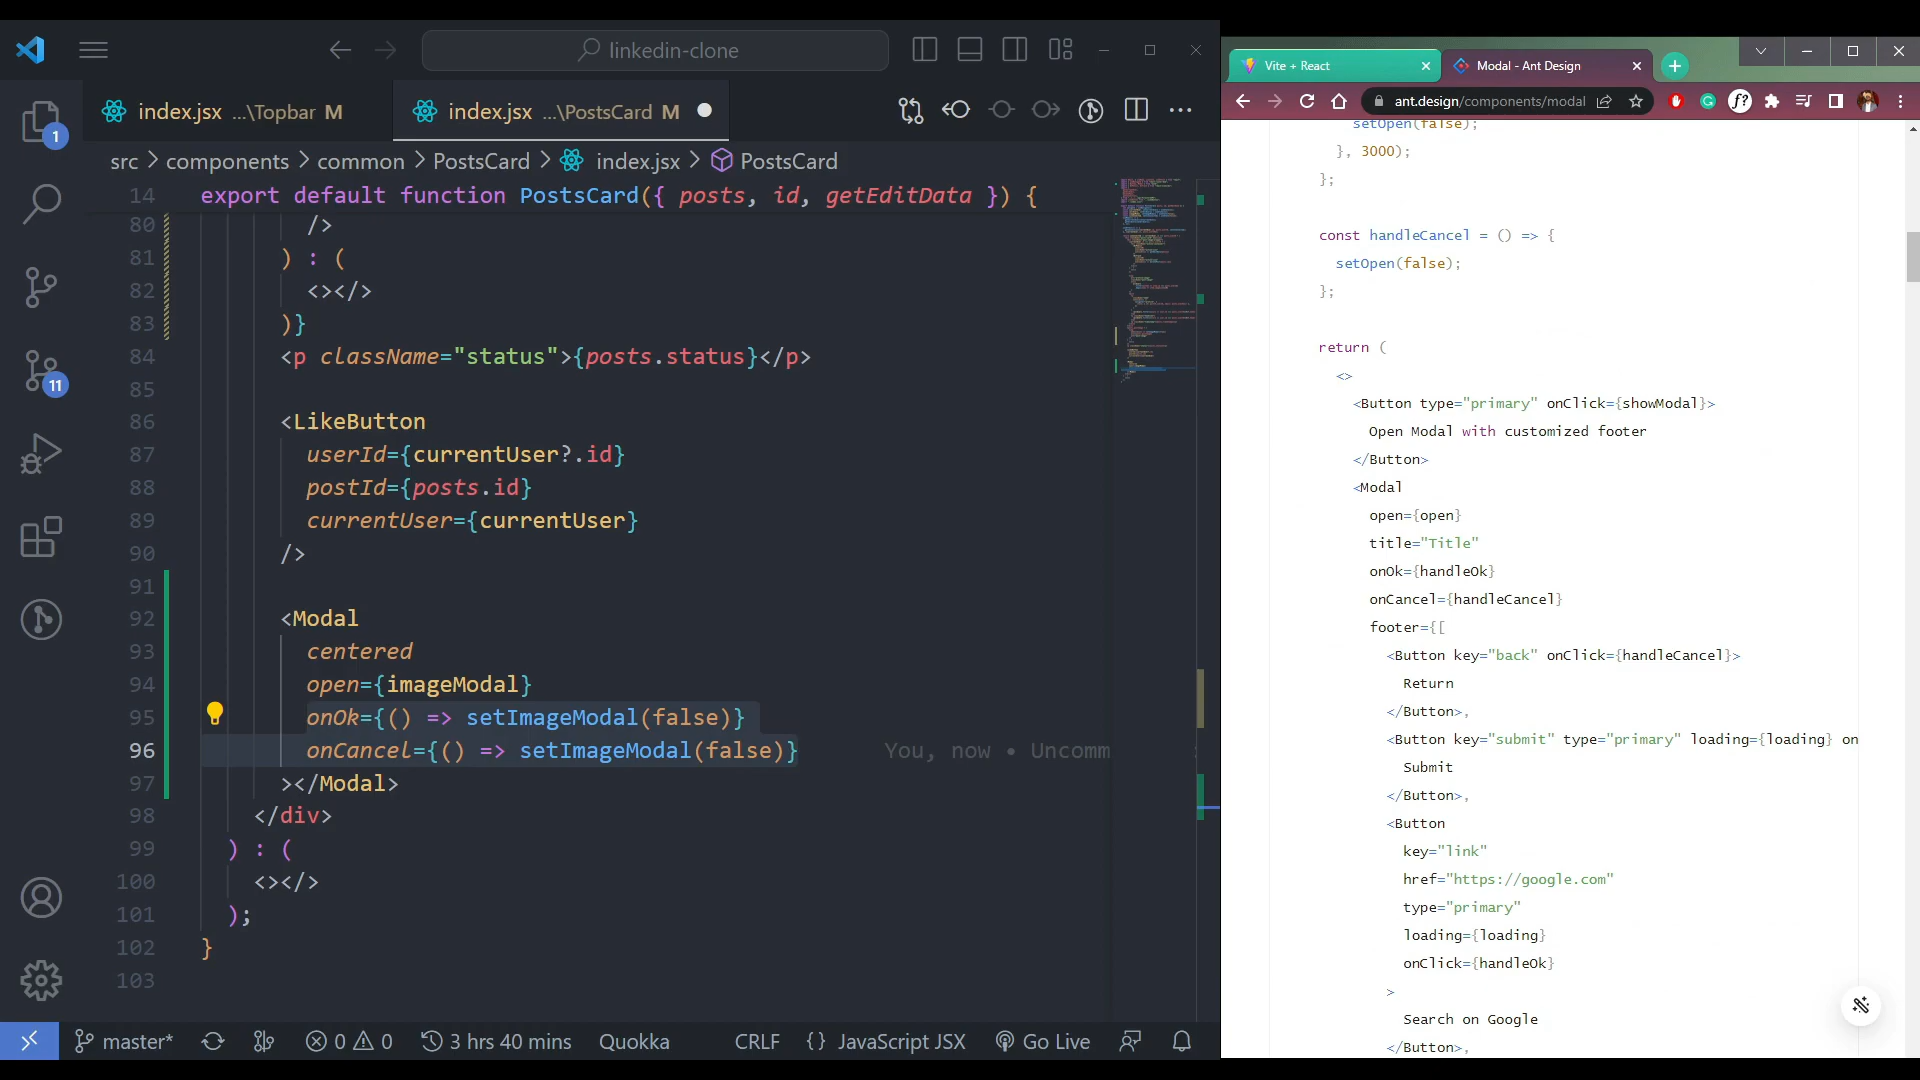 linkedin-clone
index.jsx ...\Topbar M
index.jsx ...\PostsCard M
src > components > common > PostsCard > index.jsx > PostsCard
14 export default function PostsCard({ posts, id, getEditData }) {
80 />
81 ) : (
82 <></>
83 )}
84 <p className="status">{posts.status}</p>
85
86 <LikeButton
87 userId={currentUser?.id}
88 postId={posts.id}
89 currentUser={currentUser}
90 />
91
92 <Modal
93 centered
94 open={imageModal}
95 onOk={() => setImageModal(false)}
96 onCancel={() => setImageModal(false)} You, now • Uncomm
97 ></Modal>
98 </div>
99 ) : (
100 <></>
101 );
102 }
103
1
11
master* 0 0 3 hrs 40 mins Quokka CRLF {} JavaScript JSX Go Live
Vite + React
Modal - Ant Design
ant.design/components/modal
f?
setOpen(false);
}, 3000);
};
const handleCancel = () => {
setOpen(false);
};
return (
<>
<Button type="primary" onClick={showModal}>
Open Modal with customized footer
</Button>
<Modal
open={open}
title="Title"
onOk={handleOk}
onCancel={handleCancel}
footer={[
<Button key="back" onClick={handleCancel}>
Return
</Button>,
<Button key="submit" type="primary" loading={loading} on
Submit
</Button>,
<Button
key="link"
href="https://google.com"
type="primary"
loading={loading}
onClick={handleOk}
>
Search on Google
</Button>,